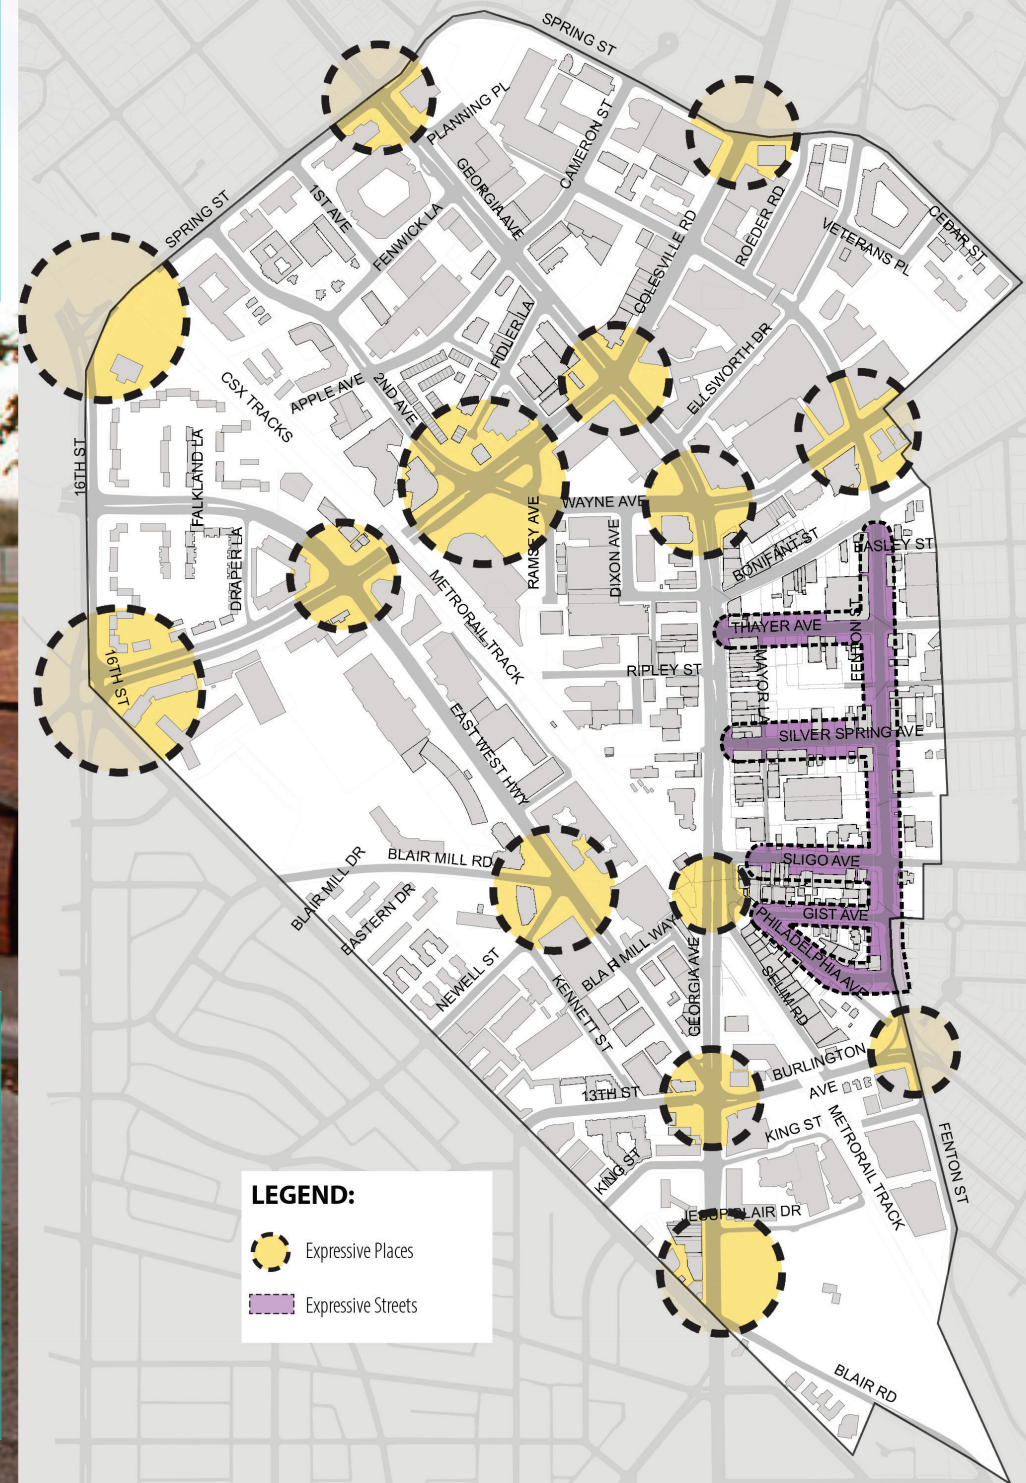 SPRING ST
PLANNING PL
CAMERON ST
GEORGIA AVE
1ST AVE
SPRING ST
FENWICK LA
ROEDER RD
CEDAR ST
VETERANS PL
COLESVILLE RD
FIDLER LA
ELLSWORTH DR
CSX TRACKS
APPLE AVE
2ND AVE
16TH ST
FALKLAND LA
WAYNE AVE
RAMSEY AVE
DIXON AVE
BONIFANT ST
EASLEY ST
DRAPER LA
METRORAIL TRACK
THAYER AVE
FENTON ST
16TH ST
RIPLEY ST
MAYOR LA
EAST WEST HWY
SILVER SPRING AVE
BLAIR MILL RD
SLIGO AVE
BLAIR MILL DR
EASTERN DR
GIST AVE
PHILADELPHIA AVE
BLAIR MILL WAY
NEWELL ST
KENNETT ST
GEORGIA AVE
SELIM RD
BURLINGTON
AVE
13TH ST
KING ST
KING ST
METRORAIL TRACK
FENTON ST
JESUP BLAIR DR
BLAIR RD
LEGEND:
Expressive Places
Expressive Streets